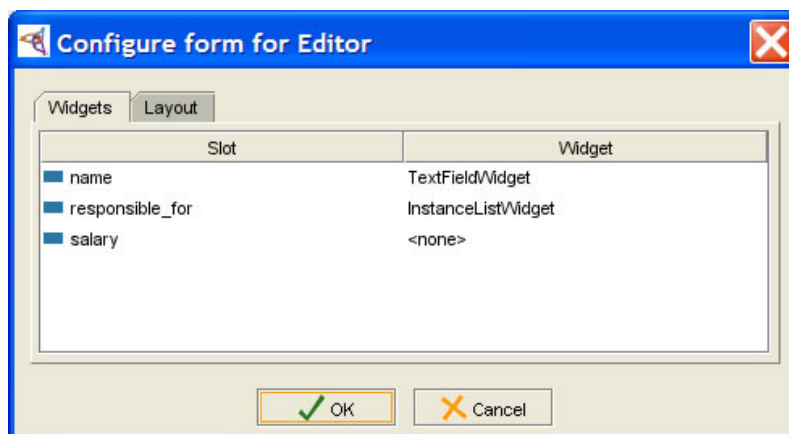 Configure form for Editor
Widgets Layout
Slot Widget
name TextFieldWidget
responsible_for InstanceListWidget
salary <none>
OK Cancel